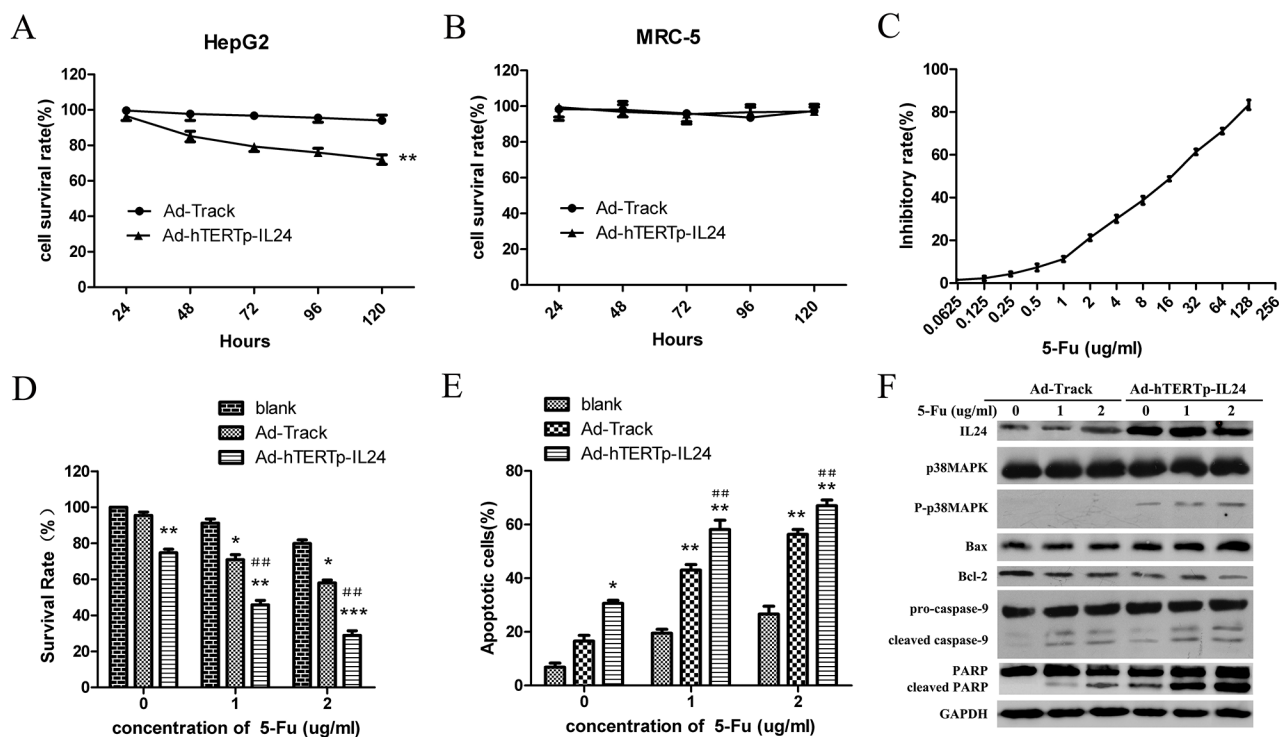 A
HepG2
cell surviral rate(%)
120
100
80
60
40
20
0
Ad-Track
Ad-hTERTp-IL24
**
24
48
72
96
120
Hours
B
MRC-5
cell surviral rate(%)
120
100
80
60
40
20
0
Ad-Track
Ad-hTERTp-IL24
24
48
72
96
120
Hours
C
Inhibitory rate(%)
100
80
60
40
20
0
0.0625
0.125
0.25
0.5
1
2
4
8
16
32
64
128
256
5-Fu (ug/ml)
D
blank
Ad-Track
Ad-hTERTp-IL24
Survival Rate (%)
120
100
80
60
40
20
0
**
*
##
**
*
##
***
0
1
2
concentration of 5-Fu (ug/ml)
E
blank
Ad-Track
Ad-hTERTp-IL24
Apoptotic cells(%)
80
60
40
20
0
*
**
##
**
**
##
**
0
1
2
concentration of 5-Fu (ug/ml)
F
Ad-Track Ad-hTERTp-IL24
5-Fu (ug/ml) 0 1 2 0 1 2
IL24
p38MAPK
P-p38MAPK
Bax
Bcl-2
pro-caspase-9
cleaved caspase-9
PARP
cleaved PARP
GAPDH